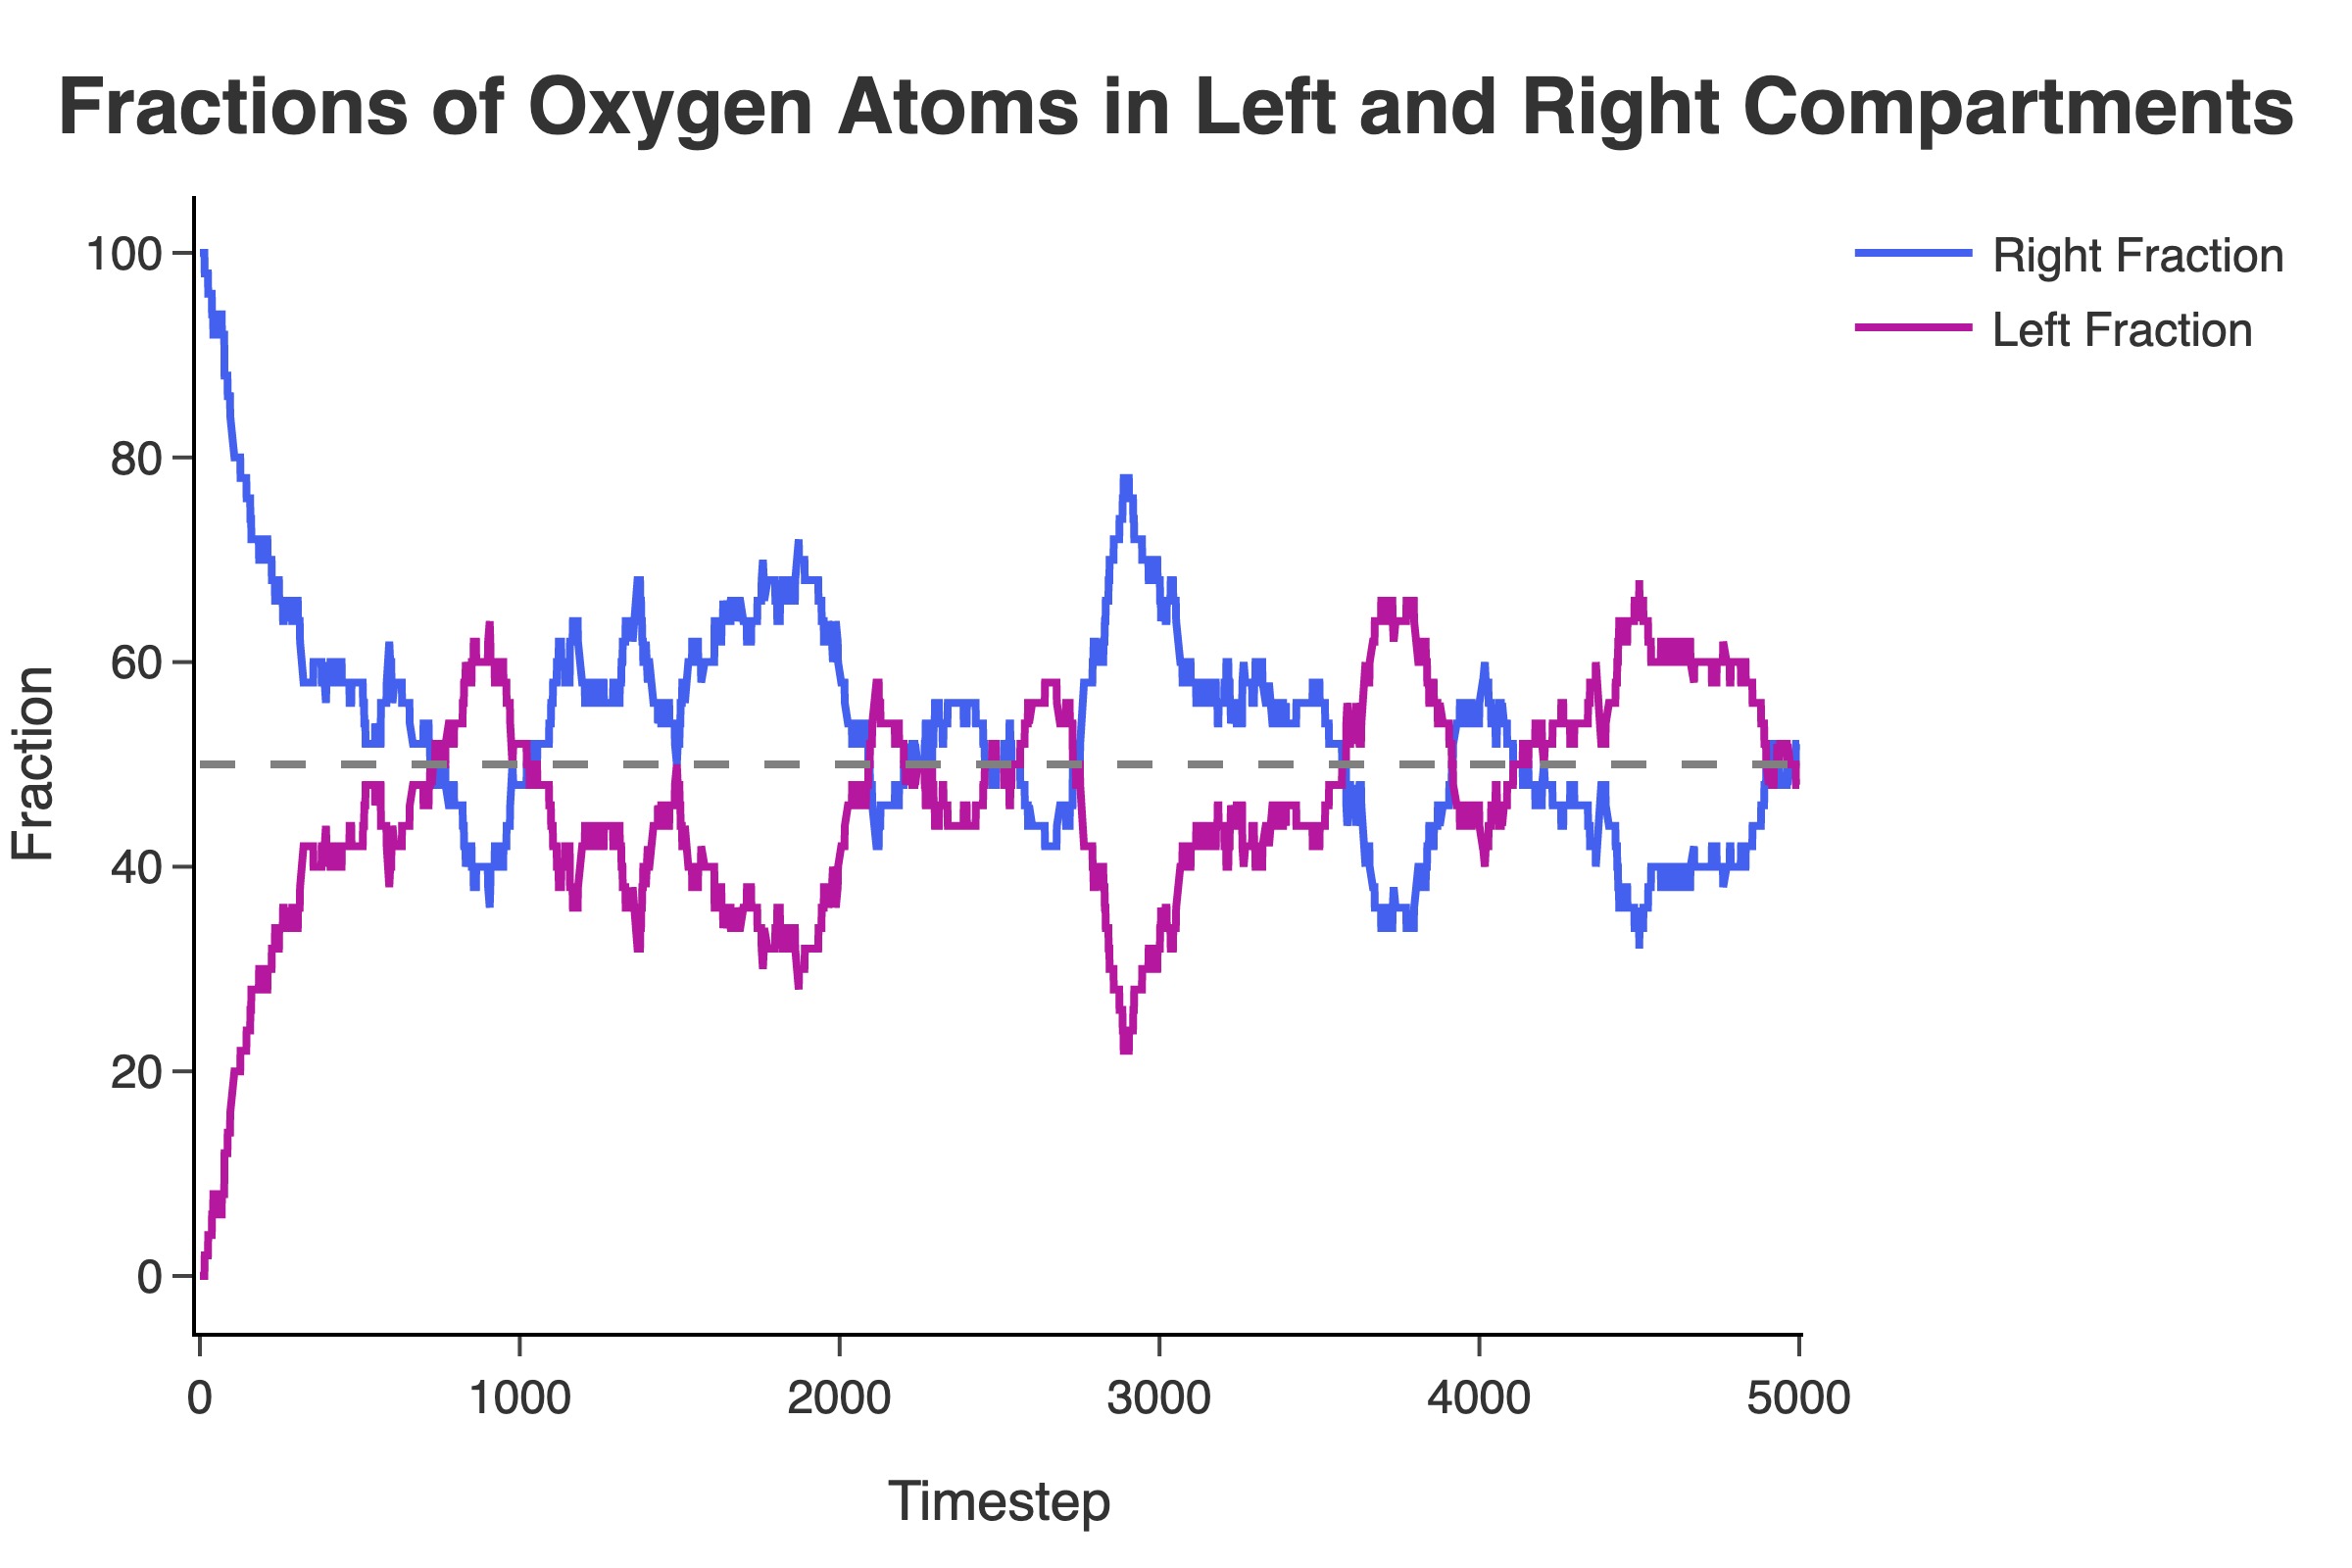 Fractions of Oxygen Atoms in Left and Right Compartments
Right Fraction
Left Fraction
Fraction
100
80
60
40
20
0
0 1000 2000 3000 4000 5000
Timestep